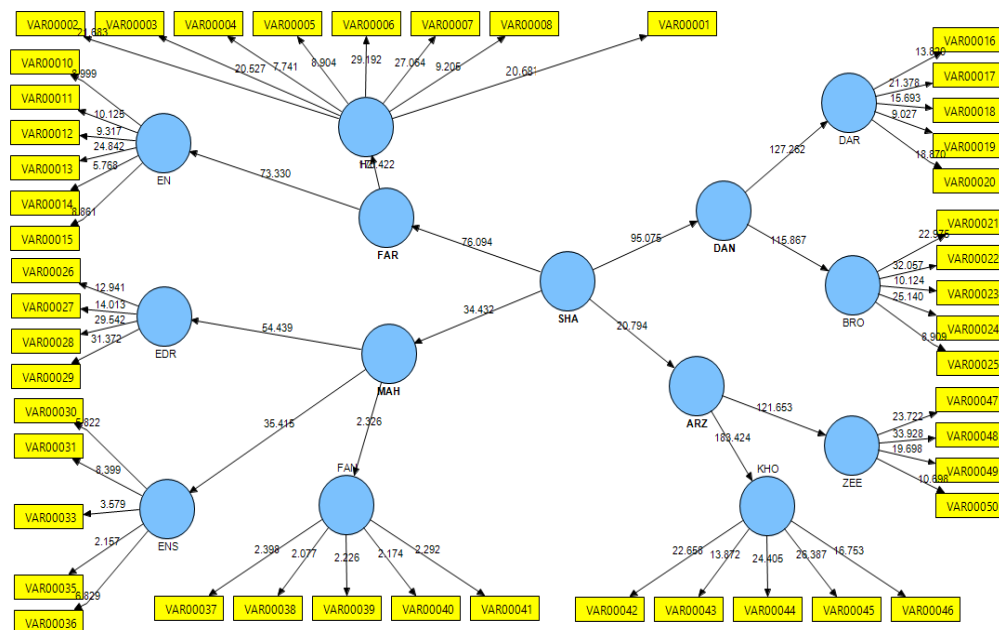 VAR00002
VAR00003
VAR00004
VAR00005
VAR00006
VAR00007
VAR00008
VAR00001
21.683
20.527
7.741
8.904
29.192
27.064
9.205
20.681
VAR00010
VAR00011
VAR00012
VAR00013
VAR00014
VAR00015
10.125
9.317
24.842
5.768
8.861
EN
73.330
FAR
76.094
SHA
95.075
DAN
127.262
DAR
VAR00016
VAR00017
VAR00018
VAR00019
VAR00020
13.820
21.378
15.693
9.027
18.870
115.867
BRO
VAR00021
VAR00022
VAR00023
VAR00024
VAR00025
22.975
32.057
10.124
25.140
8.909
VAR00026
VAR00027
VAR00028
VAR00029
12.941
14.013
29.542
31.372
EDR
54.439
34.432
MAH
20.794
ARZ
121.653
ZEE
VAR00047
VAR00048
VAR00049
VAR00050
23.722
33.928
19.698
10.698
VAR00030
VAR00031
VAR00033
VAR00035
VAR00036
5.822
8.399
3.579
2.157
6.829
ENS
35.415
2.326
FAN
2.398
2.077
2.226
2.174
2.292
VAR00037
VAR00038
VAR00039
VAR00040
VAR00041
183.424
KHO
22.658
13.872
24.406
26.387
16.753
VAR00042
VAR00043
VAR00044
VAR00045
VAR00046